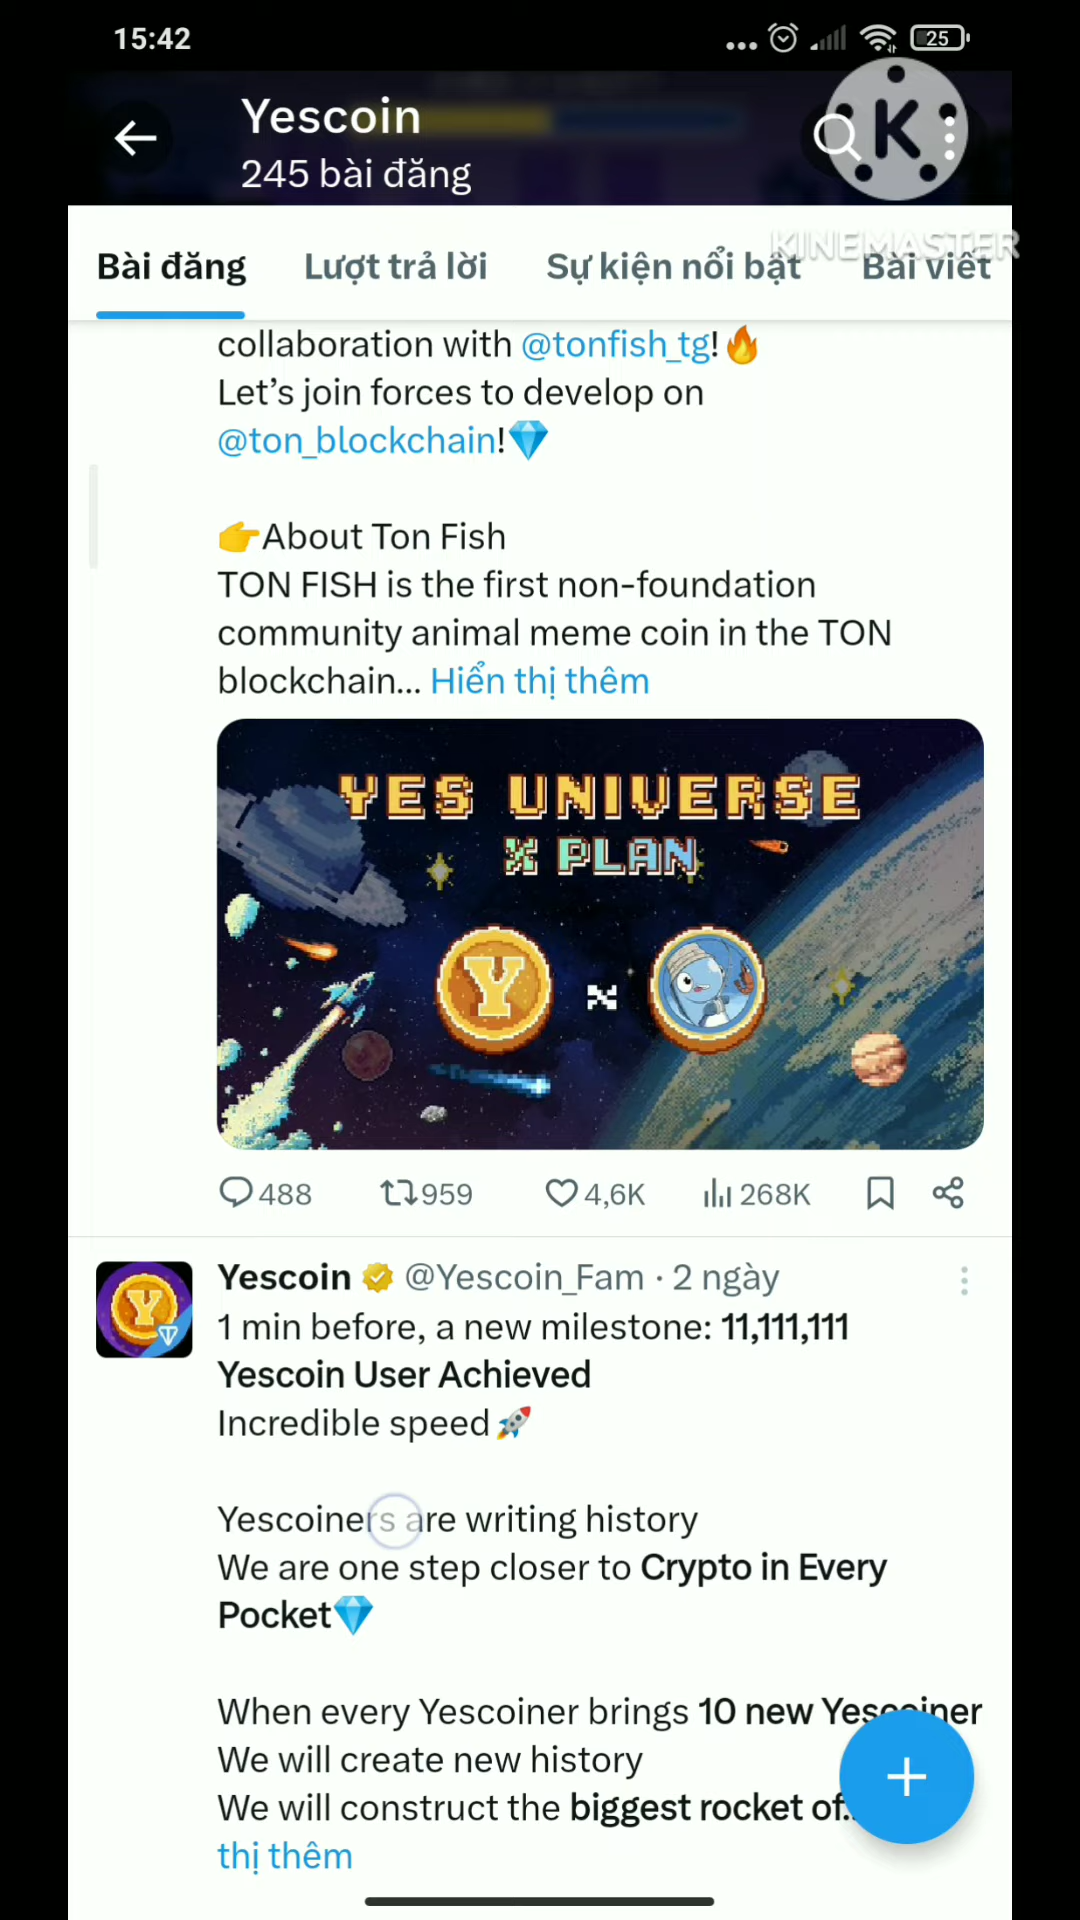 15:42
25
Yescoin
245 bài đăng
K
KINEMASTER
Bài đăng
Lượt trả lời
Sự kiện nổi bật
Bài viết
collaboration with @tonfish_tg!🔥
Let’s join forces to develop on
@ton_blockchain!💎
👉About Ton Fish
TON FISH is the first non-foundation
community animal meme coin in the TON
blockchain... Hiển thị thêm
YES UNIVERSE
X PLAN
Y X
488 959 4,6K 268K
Yescoin @Yescoin_Fam · 2 ngày
1 min before, a new milestone: 11,111,111
Yescoin User Achieved
Incredible speed🚀
Yescoiners are writing history
We are one step closer to Crypto in Every
Pocket💎
When every Yescoiner brings 10 new Yescoiner
We will create new history
We will construct the biggest rocket of...
thị thêm